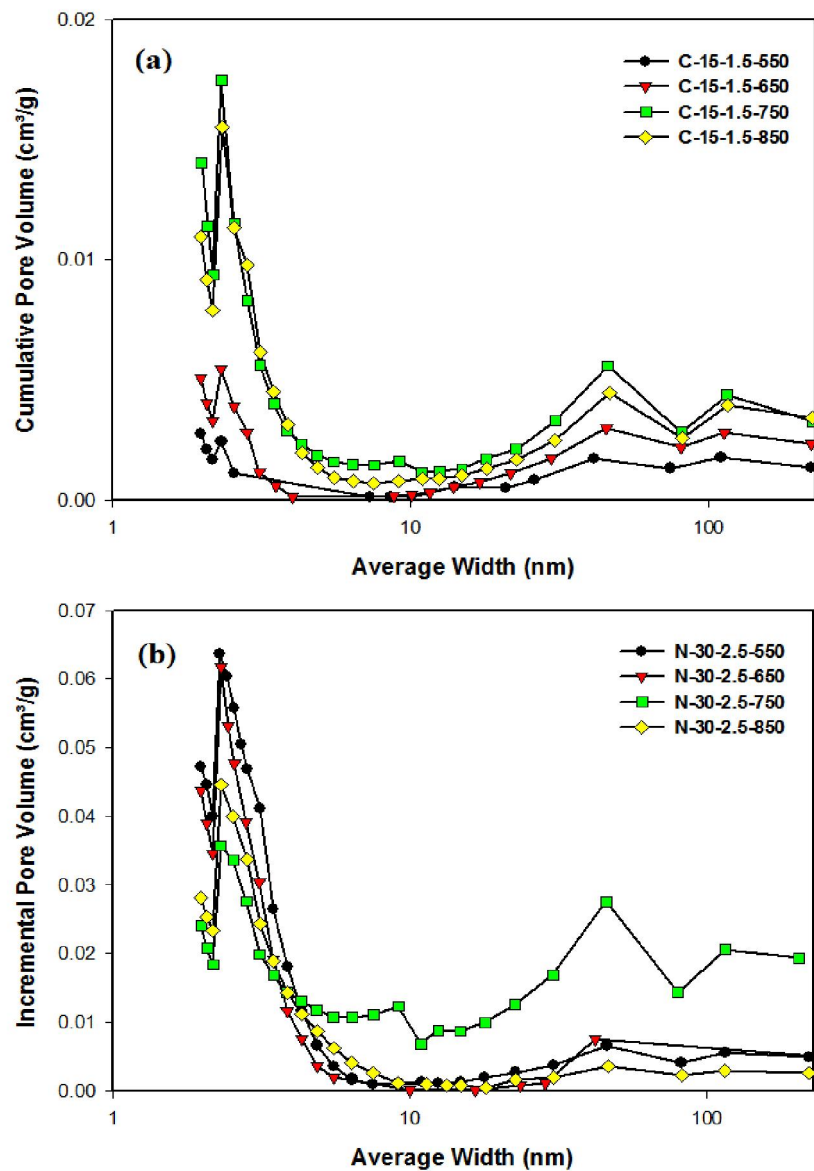 0.02
(a)
C-15-1.5-550
C-15-1.5-650
C-15-1.5-750
C-15-1.5-850
Cumulative Pore Volume (cm³/g)
0.01
0.00
1 10 100
Average Width (nm)
0.07
(b)
N-30-2.5-550
N-30-2.5-650
N-30-2.5-750
N-30-2.5-850
0.06
0.05
0.04
Incremental Pore Volume (cm³/g)
0.03
0.02
0.01
0.00
1 10 100
Average Width (nm)